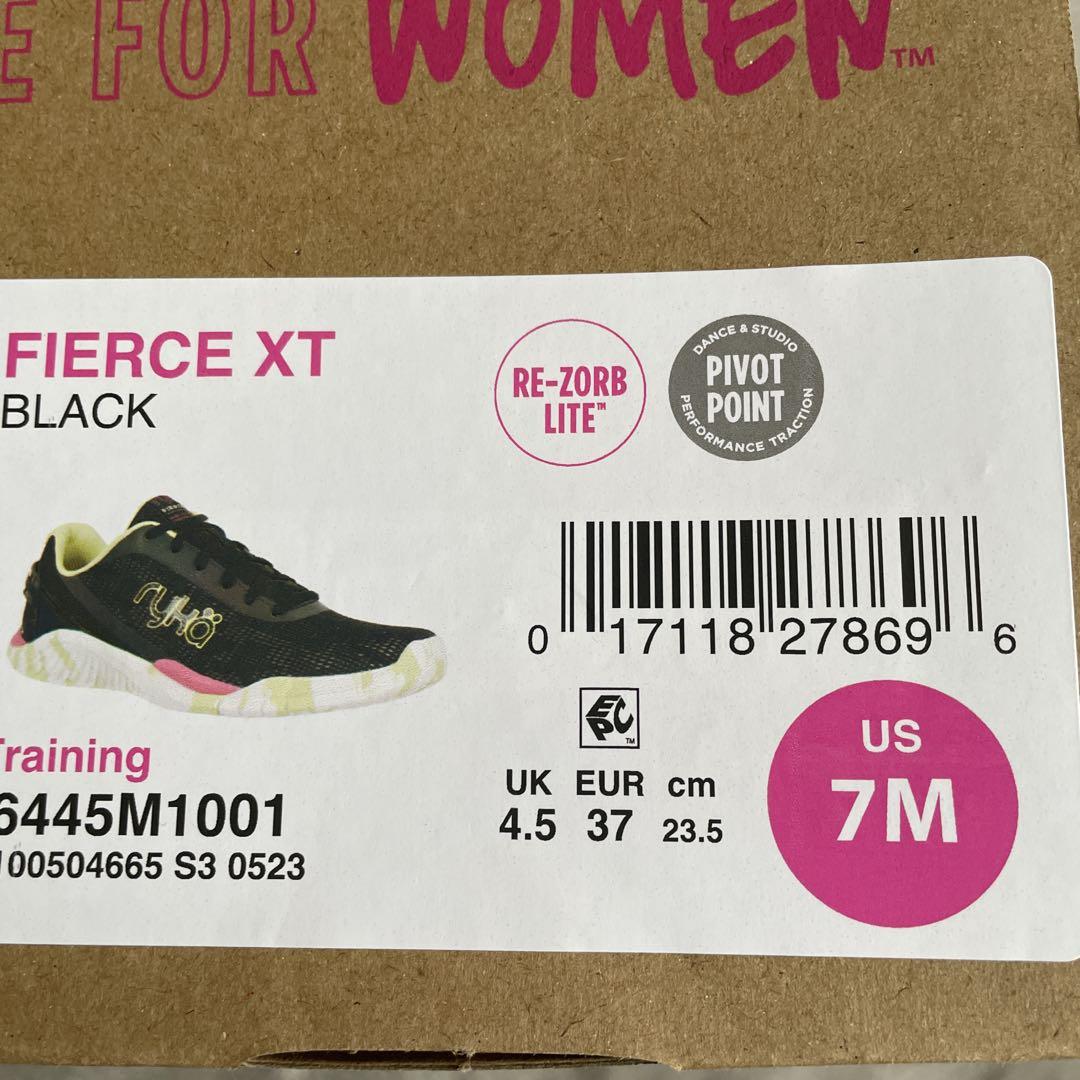 E FOR WOMEN™
FIERCE XT
BLACK
RE-ZORB
LITE™
DANCE & STUDIO
PIVOT
POINT
PERFORMANCE TRACTION
ryka
0 17118 27869 6
EPC™
Training
6445M1001
100504665 S3 0523
UK EUR cm
4.5 37 23.5
US
7M